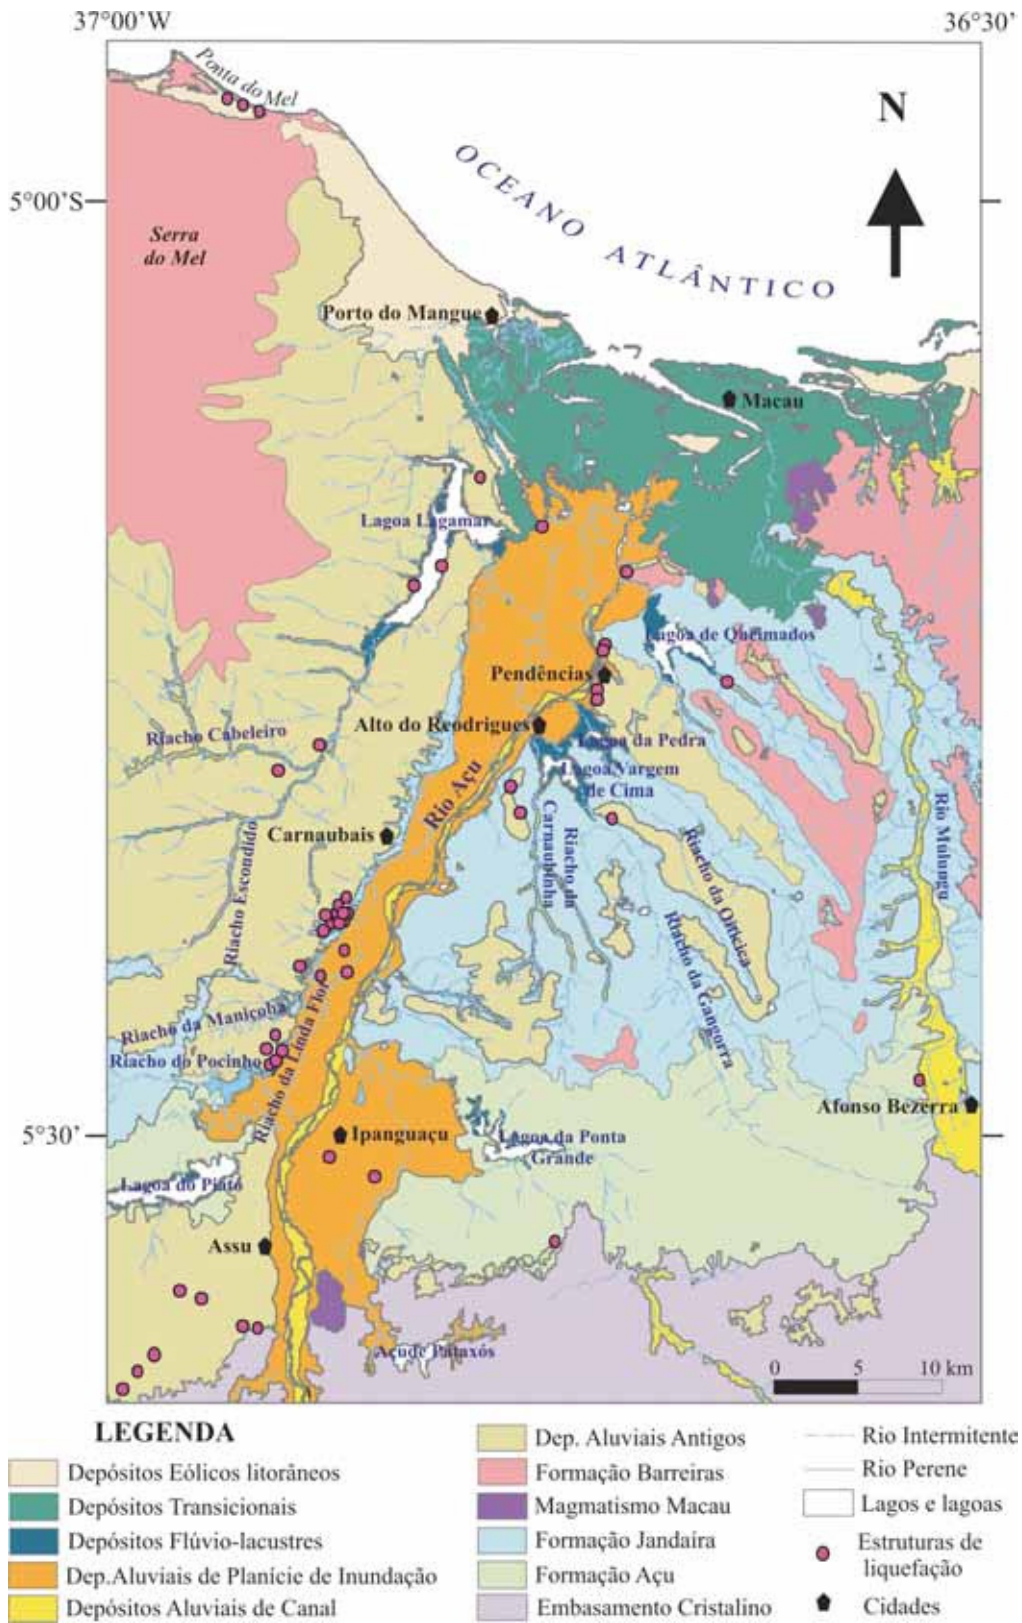 37°00'W
36°30'
Ponta do Mel
N
OCEANO ATLÂNTICO
5°00'S
Serra
do Mel
Porto do Mangue
Macau
Lagoa Lagamar
Lagoa de Queimados
Pendências
Riacho Cabeleiro
Alto do Reodrigues
Lagoa da Pedra
Lagoa Vargem
de Cima
Rio Açu
Carnaubais
Riacho Escondido
Riacho da
Carnaubinha
Riacho da Oiticica
Rio Mulungu
Riacho da Gangorra
Riacho da Maniçoba
Riacho do Pocinho
Riacho da Linda Flor
Afonso Bezerra
5°30'
Ipanguaçu
Lagoa da Ponta
Grande
Lagoa do Piató
Assu
Açude Pataxós
0 5 10 km
LEGENDA
Depósitos Eólicos litorâneos
Depósitos Transicionais
Depósitos Flúvio-lacustres
Dep.Aluviais de Planície de Inundação
Depósitos Aluviais de Canal
Dep. Aluviais Antigos
Formação Barreiras
Magmatismo Macau
Formação Jandaíra
Formação Açu
Embasamento Cristalino
Rio Intermitente
Rio Perene
Lagos e lagoas
Estruturas de
liquefação
Cidades